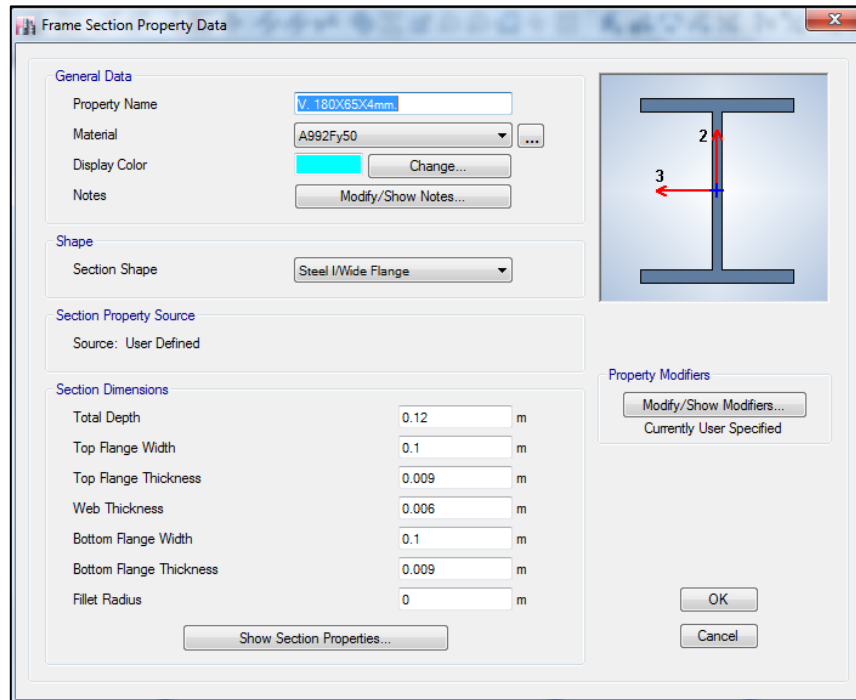 Frame Section Property Data
General Data
Property Name V. 180X65X4mm.
Material A992Fy50 ...
Display Color Change...
Notes Modify/Show Notes...
2
3
Shape
Section Shape Steel I/Wide Flange
Section Property Source
Source: User Defined
Property Modifiers
Modify/Show Modifiers...
Currently User Specified
Section Dimensions
Total Depth 0.12 m
Top Flange Width 0.1 m
Top Flange Thickness 0.009 m
Web Thickness 0.006 m
Bottom Flange Width 0.1 m
Bottom Flange Thickness 0.009 m
Fillet Radius 0 m
Show Section Properties...
OK
Cancel